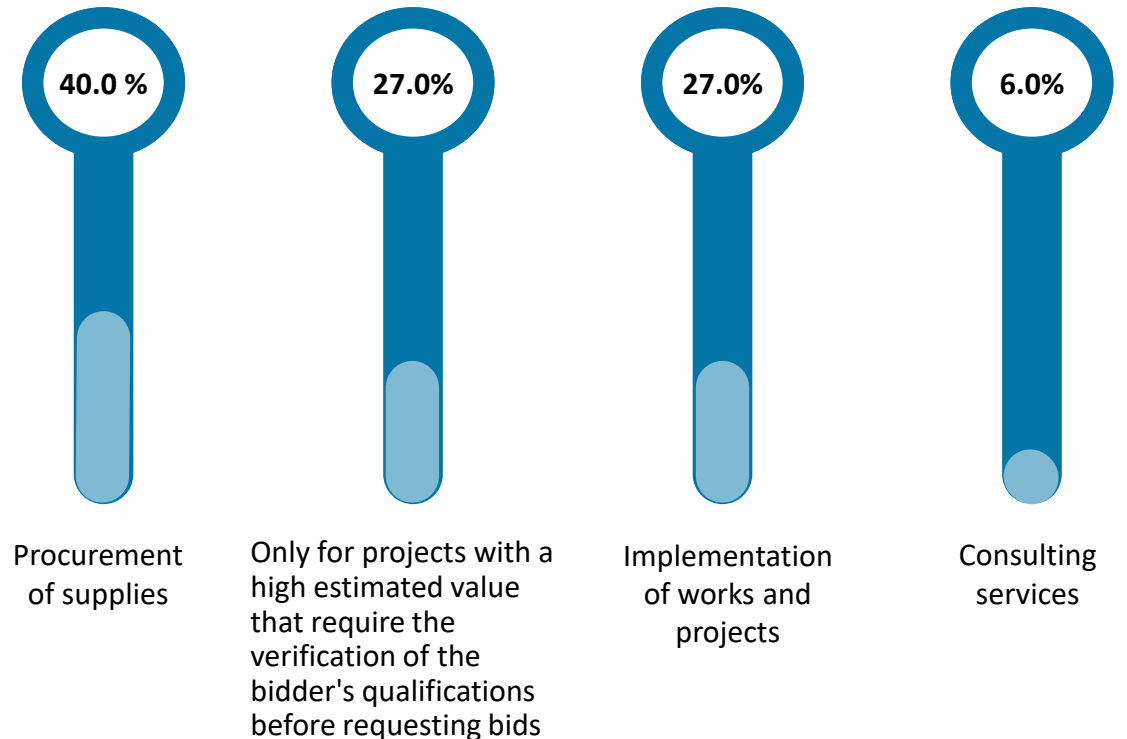 40.0 %
27.0%
27.0%
6.0%
Procurement
of supplies
Only for projects with a
high estimated value
that require the
verification of the
bidder's qualifications
before requesting bids
Implementation
of works and
projects
Consulting
services